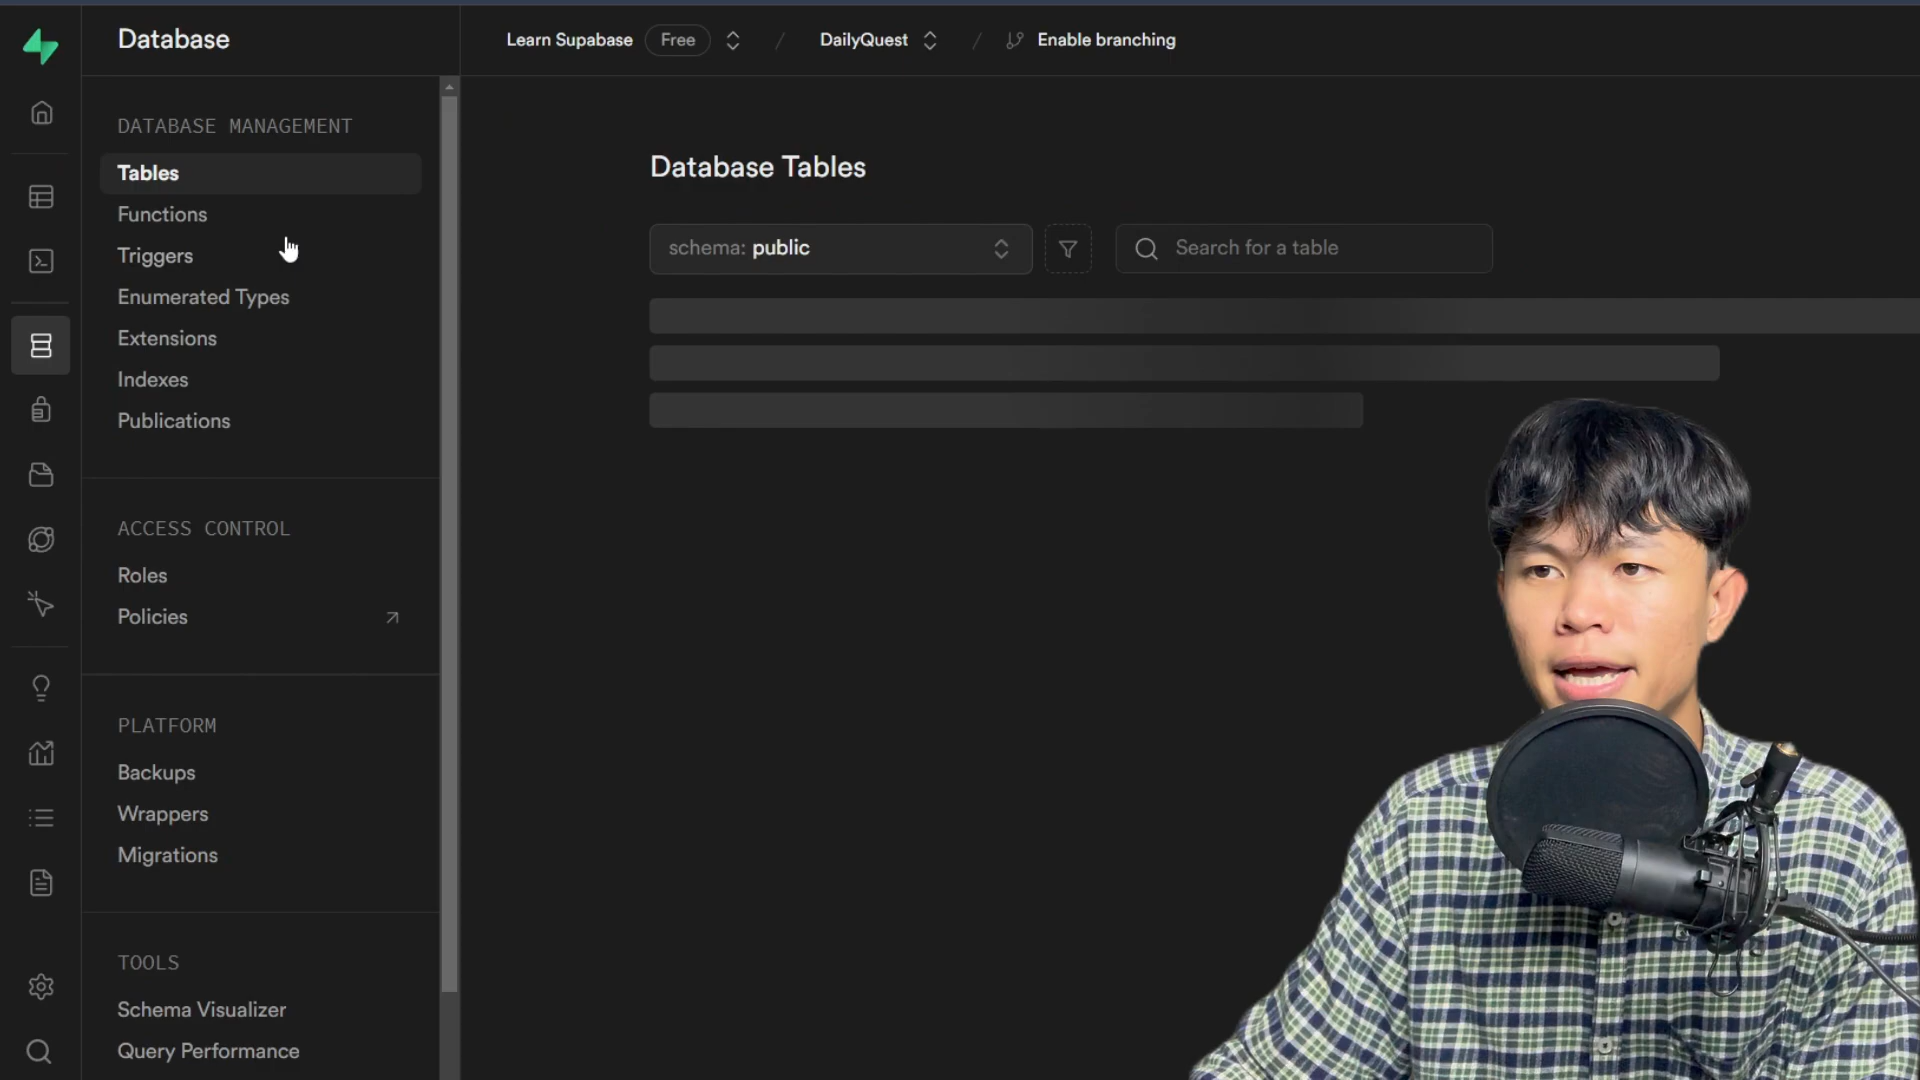 Database
Learn Supabase Free / DailyQuest / Enable branching
DATABASE MANAGEMENT
Tables
Functions
Triggers
Enumerated Types
Extensions
Indexes
Publications
ACCESS CONTROL
Roles
Policies
PLATFORM
Backups
Wrappers
Migrations
TOOLS
Schema Visualizer
Query Performance
Database Tables
schema: public
Search for a table